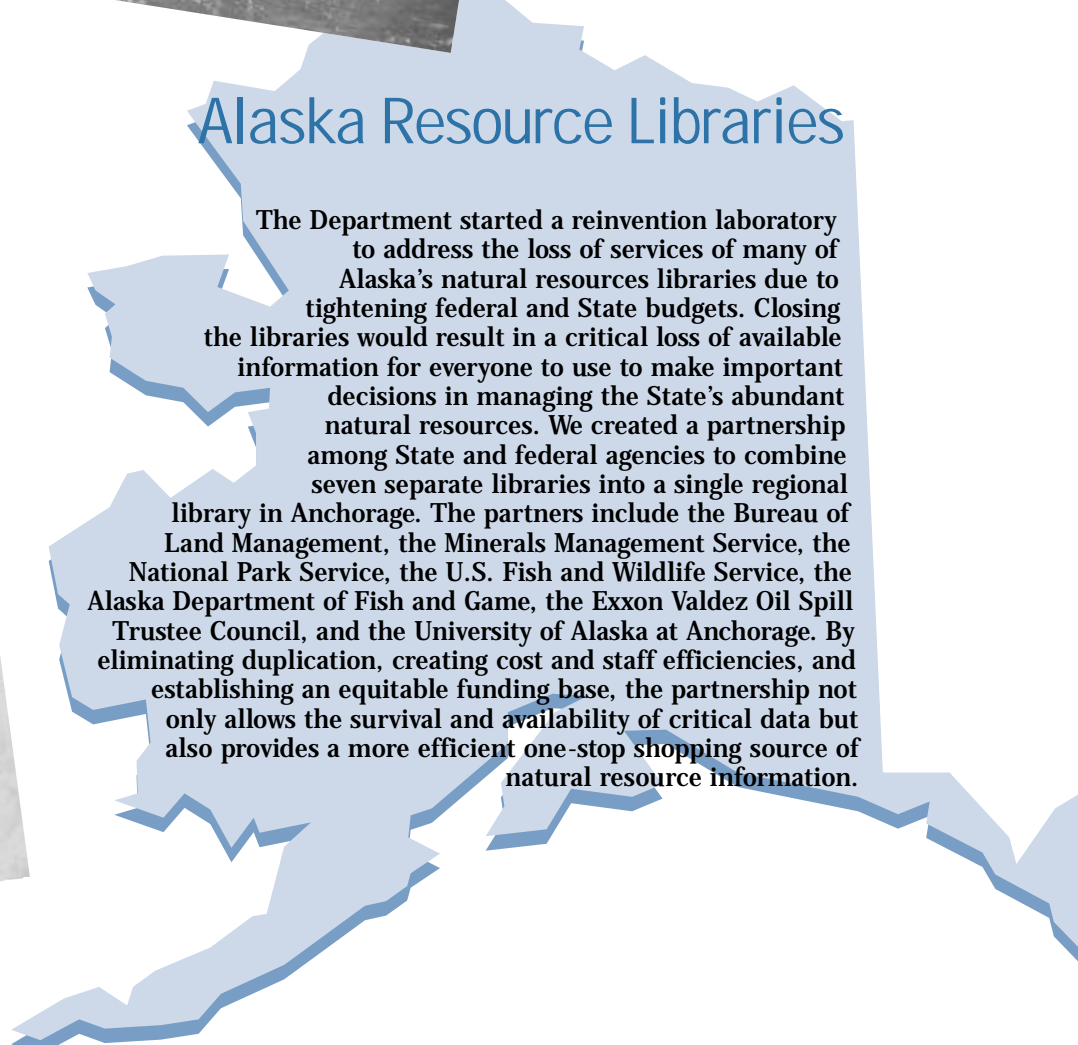 Alaska Resource Libraries
The Department started a reinvention laboratory
to address the loss of services of many of
Alaska's natural resources libraries due to
tightening federal and State budgets. Closing
the libraries would result in a critical loss of available
information for everyone to use to make important
decisions in managing the State's abundant
natural resources. We created a partnership
among State and federal agencies to combine
seven separate libraries into a single regional
library in Anchorage. The partners include the Bureau of
Land Management, the Minerals Management Service, the
National Park Service, the U.S. Fish and Wildlife Service, the
Alaska Department of Fish and Game, the Exxon Valdez Oil Spill
Trustee Council, and the University of Alaska at Anchorage. By
eliminating duplication, creating cost and staff efficiencies, and
establishing an equitable funding base, the partnership not
only allows the survival and availability of critical data but
also provides a more efficient one-stop shopping source of
natural resource information.